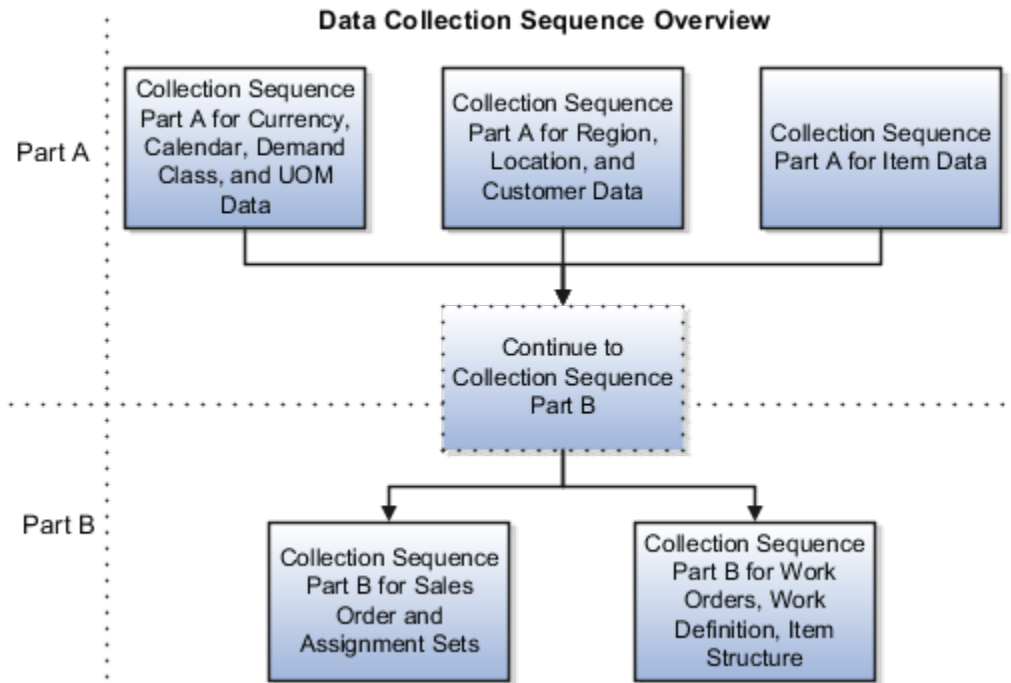 Data Collection Sequence Overview
Part A
Collection Sequence
Part A for Currency,
Calendar, Demand
Class, and UOM
Data
Collection Sequence
Part A for Region,
Location, and
Customer Data
Collection Sequence
Part A for Item Data
Continue to
Collection Sequence
Part B
Part B
Collection Sequence
Part B for Sales
Order and
Assignment Sets
Collection Sequence
Part B for Work
Orders, Work
Definition, Item
Structure